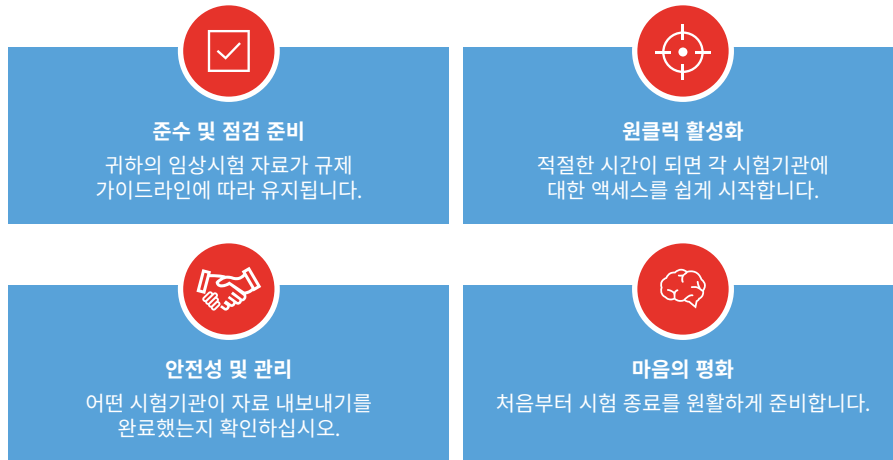 준수 및 점검 준비
귀하의 임상시험 자료가 규제
가이드라인에 따라 유지됩니다.
원클릭 활성화
적절한 시간이 되면 각 시험기관에
대한 액세스를 쉽게 시작합니다.
안전성 및 관리
어떤 시험기관이 자료 내보내기를
완료했는지 확인하십시오.
마음의 평화
처음부터 시험 종료를 원활하게 준비합니다.